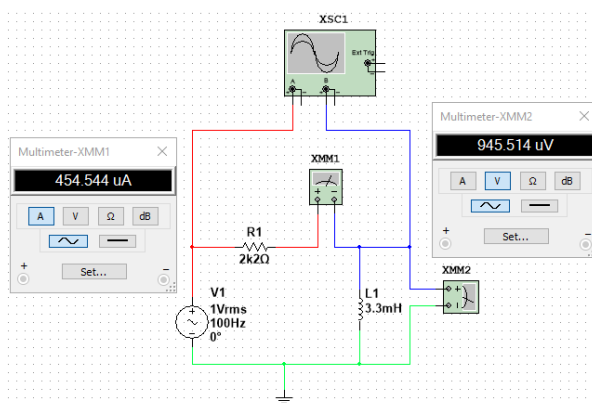 XSC1
Ext Trig
+
-
A
B
+
-
+
-
Multimeter-XMM1
454.544 uA
A V Ω dB
+
-
Set...
XMM1
+
-
Multimeter-XMM2
945.514 uV
A V Ω dB
+
-
Set...
R1
2k2Ω
XMM2
+
-
V1
1Vrms
100Hz
0°
+
-
L1
3.3mH